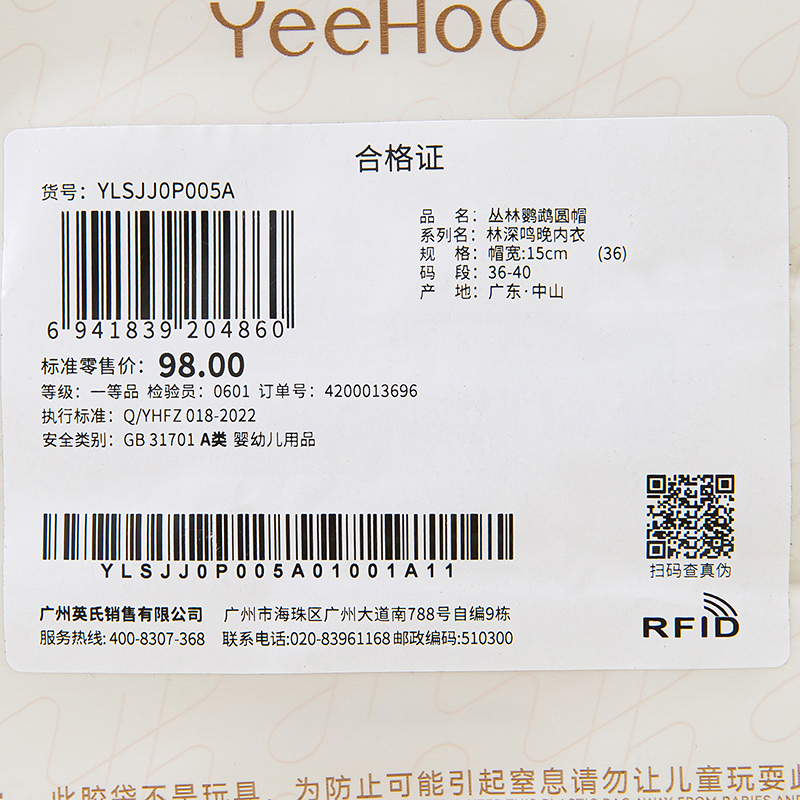 YeeHoO
合格证
货号：YLSJJ0P005A
6 941839 204860
品 名：丛林鹦鹉圆帽
系列名：林深鸣晚内衣
规 格：帽宽:15cm (36)
码 段：36-40
产 地：广东·中山
标准零售价：98.00
等级：一等品 检验员：0601 订单号：4200013696
执行标准：Q/YHFZ 018-2022
安全类别：GB 31701 A类 婴幼儿用品
YLSJJ0P005A01001A11
扫码查真伪
广州英氏销售有限公司 广州市海珠区广州大道南788号自编9栋
服务热线: 400-8307-368 联系电话:020-83961168 邮政编码:510300
RFID
此胶袋不是玩具，为防止可能引起窒息请勿让儿童玩耍此